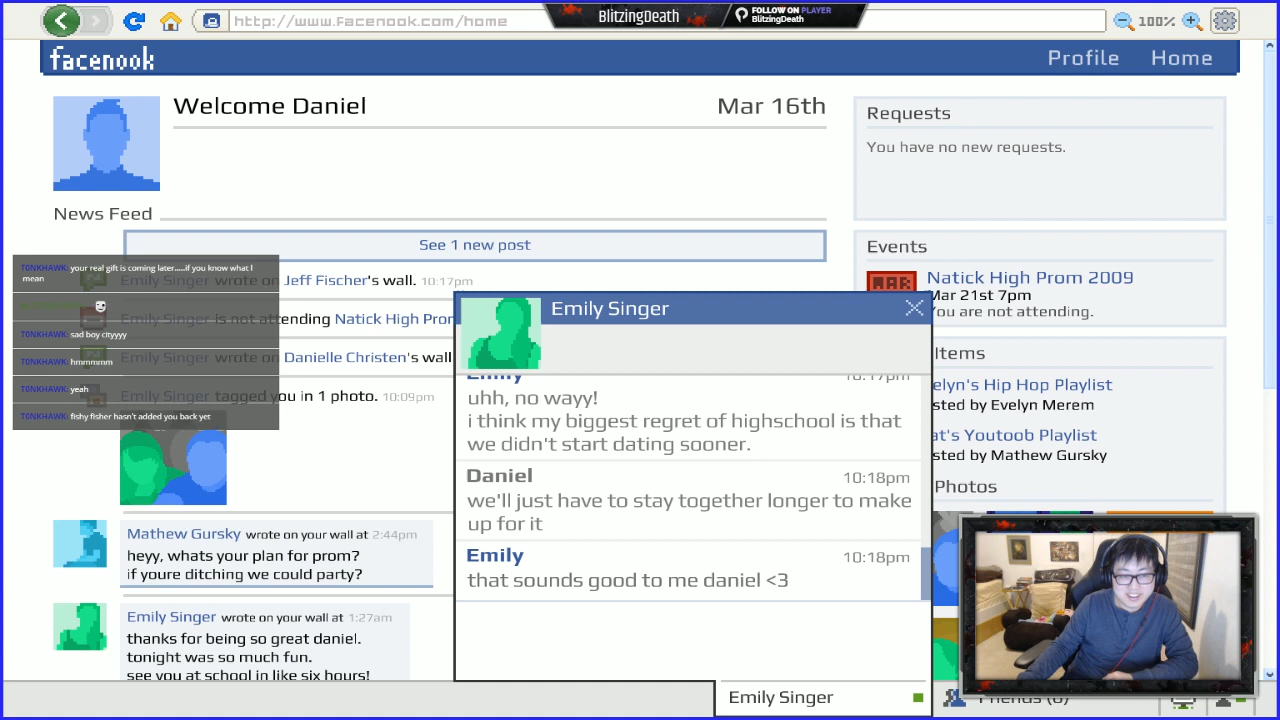 http://www.facenook.com/home
BlitzingDeath
FOLLOW ON PLAYER
BlitzingDeath
100%
facenook
Profile
Home
Welcome Daniel
Mar 16th
News Feed
See 1 new post
Emily Singer wrote on Jeff Fischer's wall. 10:17pm
Emily Singer is not attending Natick High Pro
Emily Singer wrote on Danielle Christen's wall
Emily Singer tagged you in 1 photo. 10:09pm
T0NKHAWK: your real gift is coming later.....if you know what I
mean
sad boy cityyyy
T0NKHAWK: hmmmmmm
T0NKHAWK: yeah
T0NKHAWK: fishy fisher hasn't added you back yet
Mathew Gursky wrote on your wall at 2:44pm
heyy, whats your plan for prom?
if youre ditching we could party?
Emily Singer wrote on your wall at 1:27am
thanks for being so great daniel.
tonight was so much fun.
see you at school in like six hours!
Requests
You have no new requests.
Events
Natick High Prom 2009
Mar 21st 7pm
You are not attending.
Items
elyn's Hip Hop Playlist
sted by Evelyn Merem
at's Youtoob Playlist
sted by Mathew Gursky
Photos
Emily Singer
Emily 10:17pm
uhh, no wayy!
i think my biggest regret of highschool is that
we didn't start dating sooner.
Daniel 10:18pm
we'll just have to stay together longer to make
up for it
Emily 10:18pm
that sounds good to me daniel <3
Emily Singer
Friends